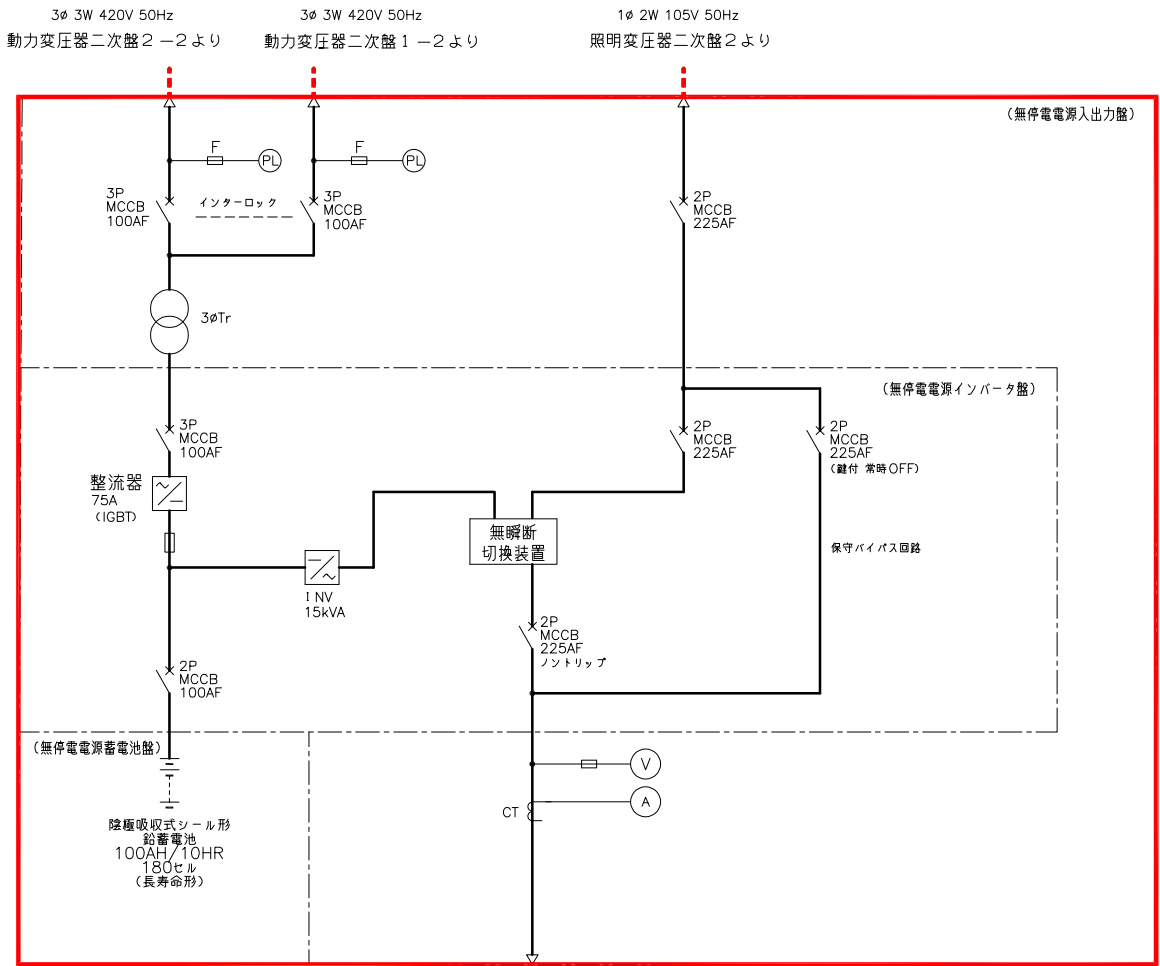 3φ 3W 420V 50Hz
動力変圧器二次盤2-2より
3φ 3W 420V 50Hz
動力変圧器二次盤1-2より
1φ 2W 105V 50Hz
照明変圧器二次盤2より
(無停電電源入出力盤)
F
PL
F
PL
3P
MCCB
100AF
インターロック
3P
MCCB
100AF
2P
MCCB
225AF
3φTr
(無停電電源インバータ盤)
3P
MCCB
100AF
2P
MCCB
225AF
2P
MCCB
225AF
(鍵付 常時OFF)
整流器
75A
(IGBT)
無瞬断
切換装置
保守バイパス回路
INV
15kVA
2P
MCCB
225AF
ノントリップ
2P
MCCB
100AF
(無停電電源蓄電池盤)
V
CT
A
陰極吸収式シール形
鉛蓄電池
100AH/10HR
180セル
(長寿命形)